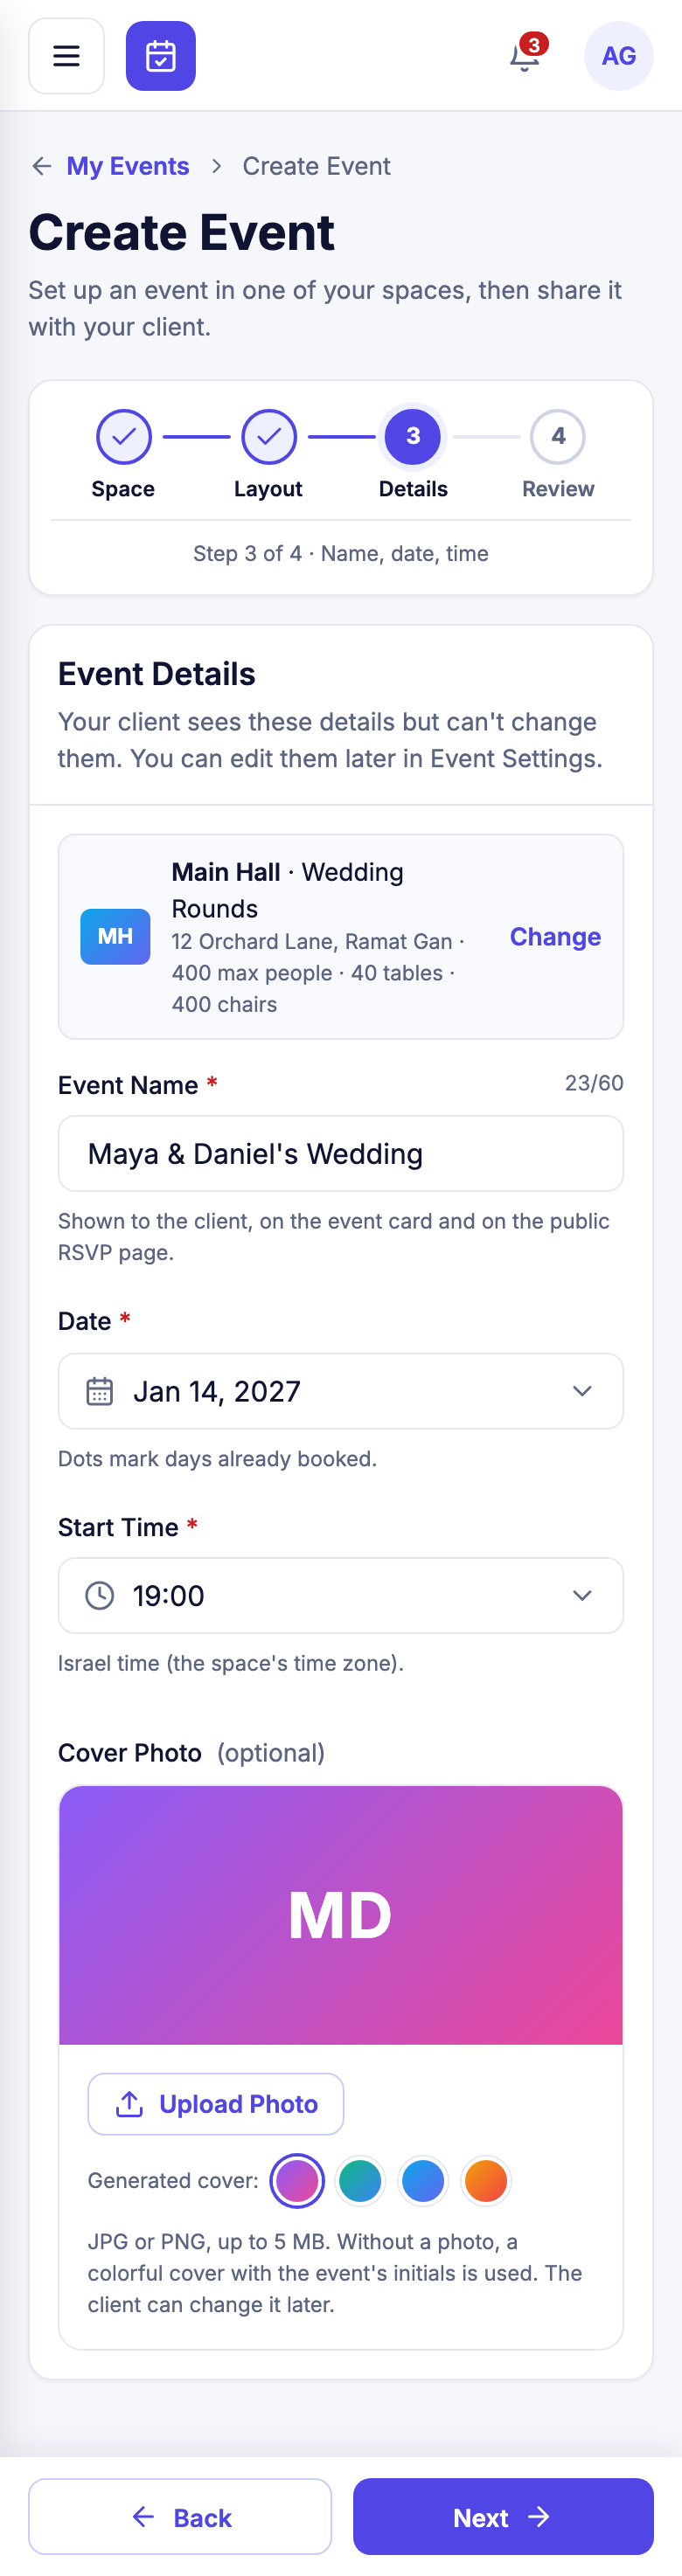 3
AG
My Events > Create Event
Create Event
Set up an event in one of your spaces, then share it
with your client.
3
4
Space
Layout
Details
Review
Step 3 of 4 · Name, date, time
Event Details
Your client sees these details but can't change
them. You can edit them later in Event Settings.
MH
Main Hall · Wedding
Rounds
12 Orchard Lane, Ramat Gan ·
400 max people · 40 tables ·
400 chairs
Change
Event Name *
23/60
Maya & Daniel's Wedding
Shown to the client, on the event card and on the public
RSVP page.
Date *
Jan 14, 2027
Dots mark days already booked.
Start Time *
19:00
Israel time (the space's time zone).
Cover Photo (optional)
MD
Upload Photo
Generated cover:
JPG or PNG, up to 5 MB. Without a photo, a
colorful cover with the event's initials is used. The
client can change it later.
Back
Next